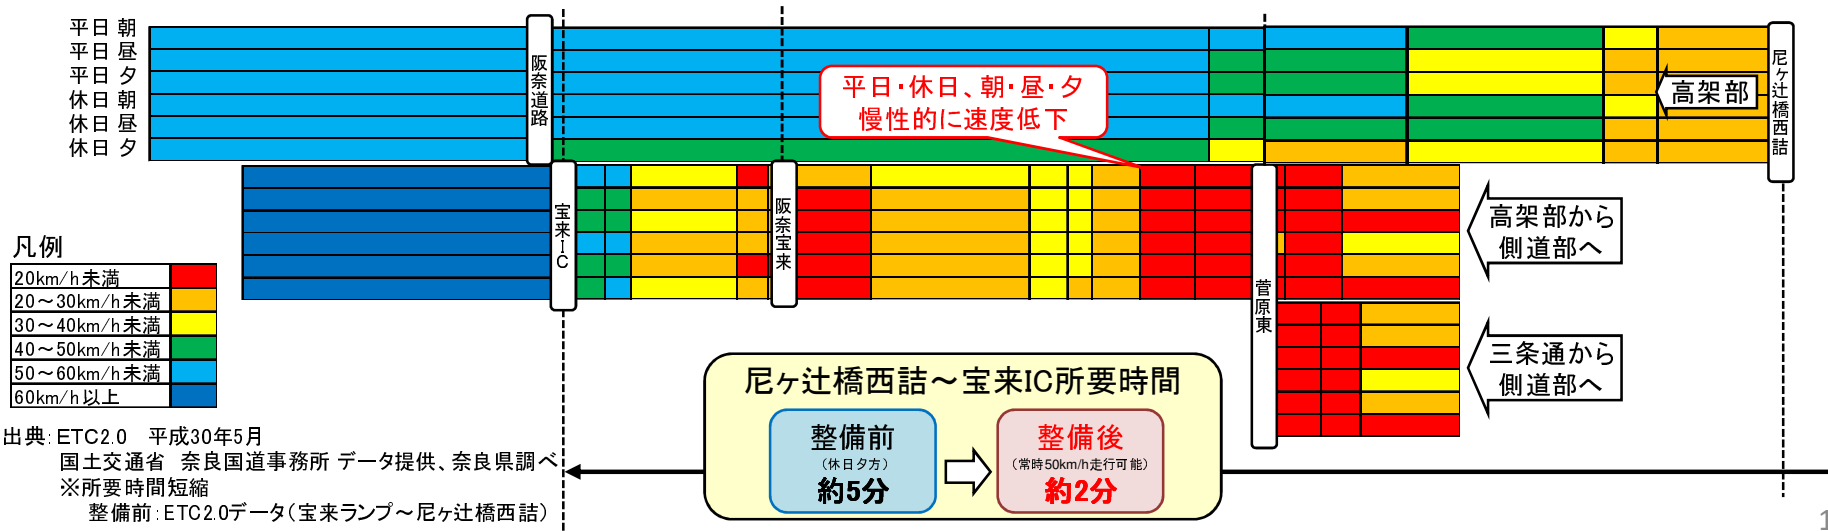 平日 朝
平日 昼
平日 夕
休日 朝
休日 昼
休日 夕
阪奈道路
尼ヶ辻橋西詰
平日・休日、朝・昼・夕
慢性的に速度低下
高架部
宝来IC
阪奈宝来
菅原東
高架部から
側道部へ
三条通から
側道部へ
凡例
20km/h未満
20～30km/h未満
30～40km/h未満
40～50km/h未満
50～60km/h未満
60km/h以上
尼ヶ辻橋西詰～宝来IC所要時間
整備前
(休日夕方)
約5分
整備後
(常時50km/h走行可能)
約2分
出典：ETC2.0　平成30年5月
国土交通省　奈良国道事務所 データ提供、奈良県調べ
※所要時間短縮
整備前：ETC2.0データ(宝来ランプ～尼ヶ辻橋西詰)
1